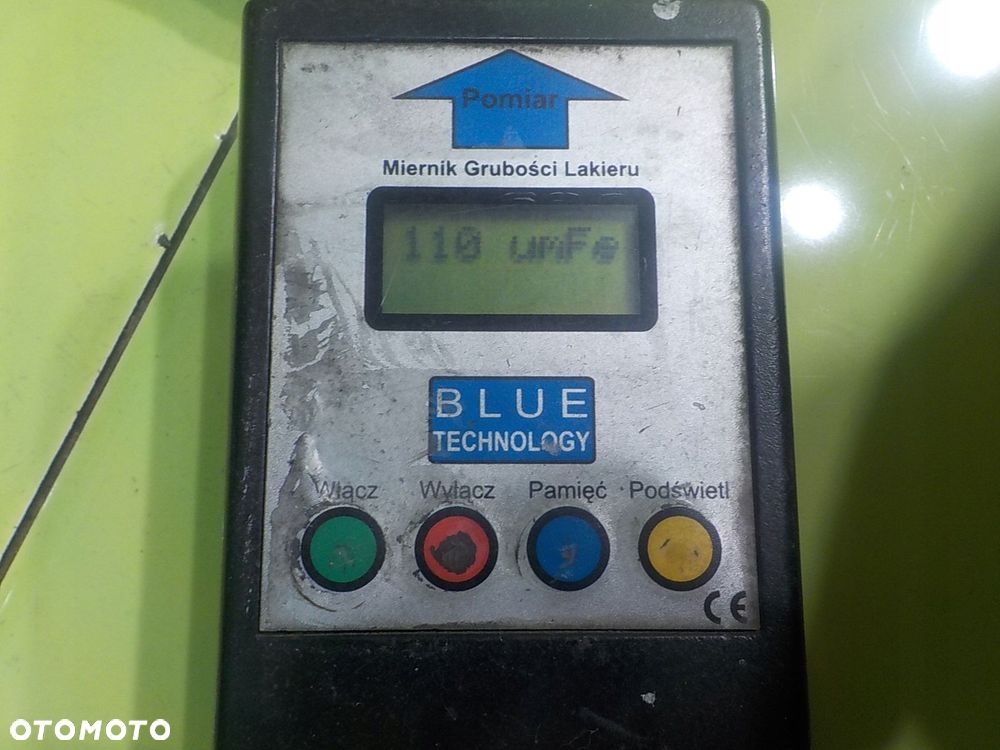 Pomiar
Miernik Grubości Lakieru
110 umFe
BLUE
TECHNOLOGY
Włącz Wyłącz Pamięć Podświetl
CE
OTOMOTO